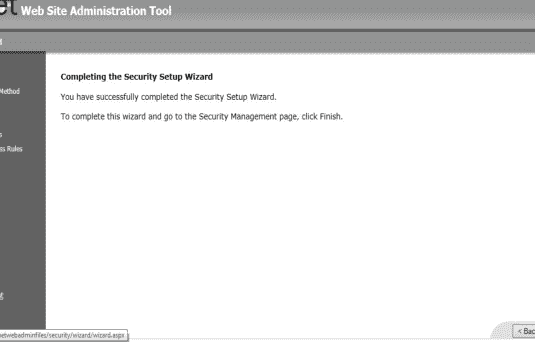 et Web Site Administration Tool
Completing the Security Setup Wizard
Method
You have successfully completed the Security Setup Wizard.
To complete this wizard and go to the Security Management page, click Finish.
s
ss Rules
etwebadminfiles/security/wizard/wizard.aspx
< Bac